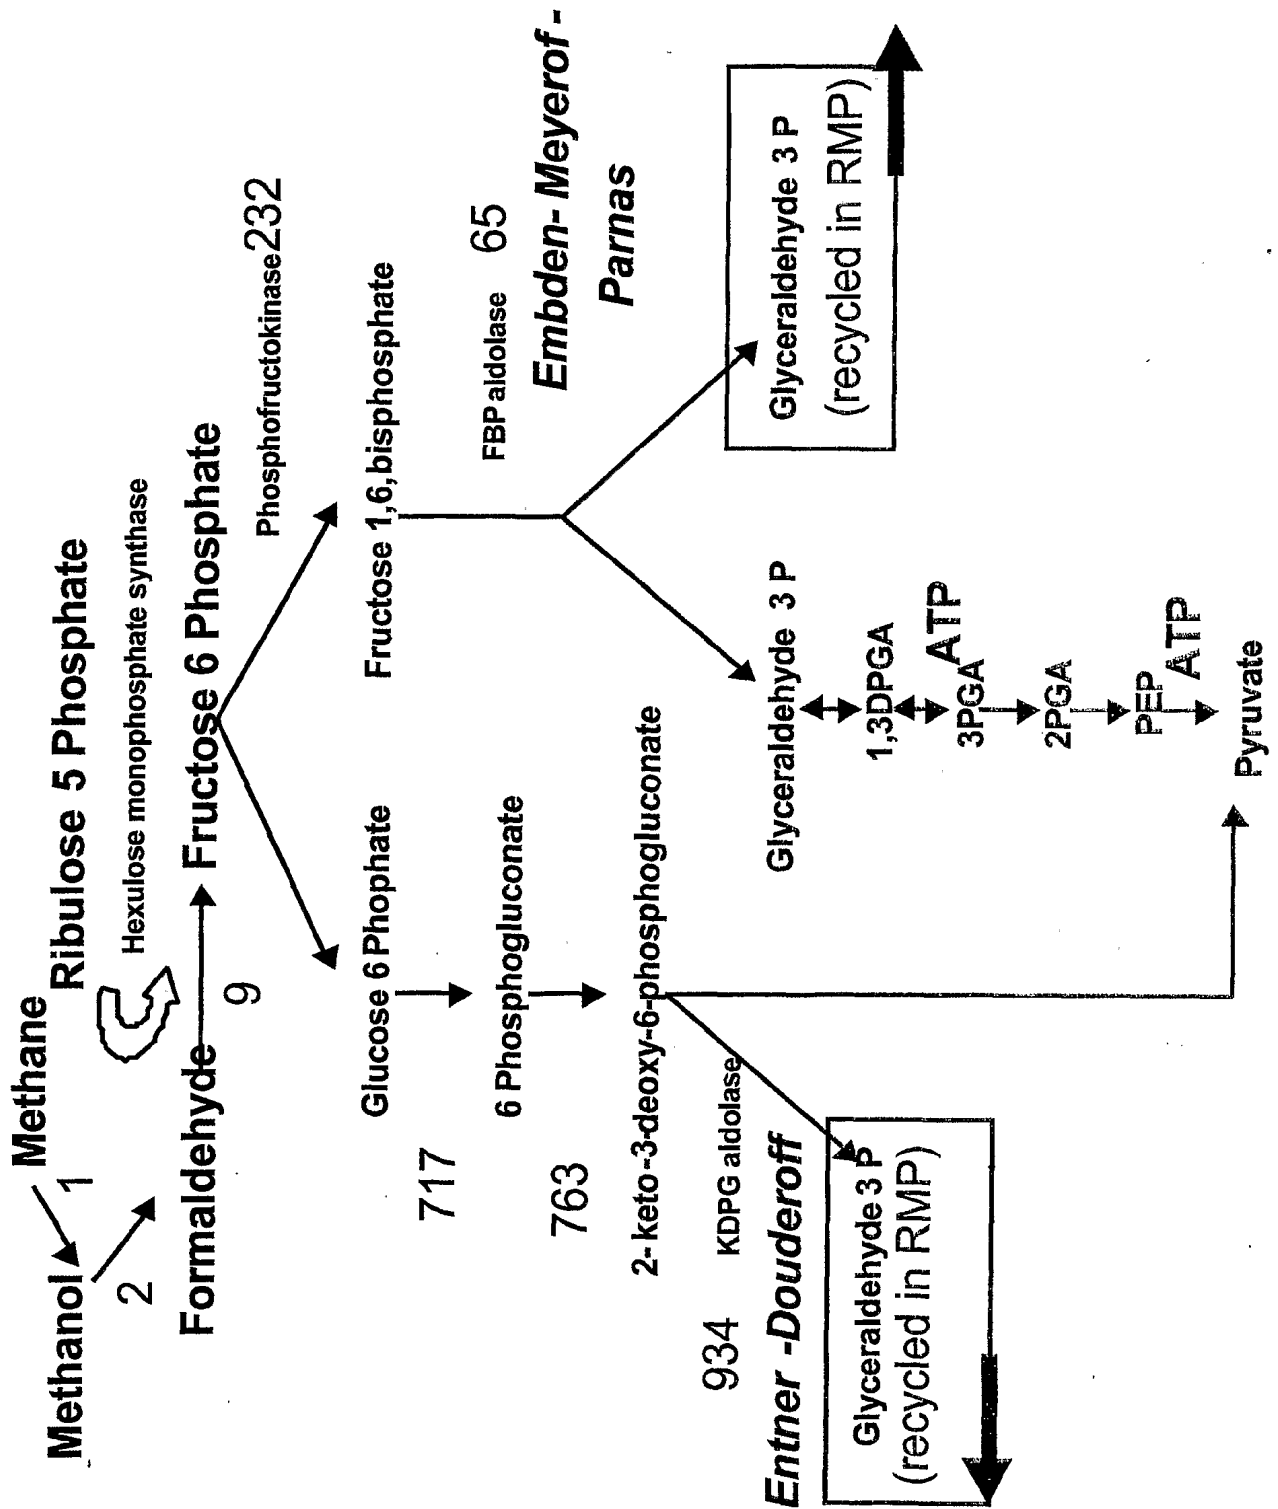 Methane
Methanol
1
Ribulose 5 Phosphate
2
Hexulose monophosphate synthase
Formaldehyde
Fructose 6 Phosphate
9
Phosphofructokinase 232
Glucose 6 Phophate
Fructose 1,6,bisphosphate
717
6 Phosphogluconate
FBP aldolase 65
763
Embden- Meyerof -
Parnas
2- keto -3-deoxy-6-phosphogluconate
934
KDPG aldolase
Entner -Douderoff
Glyceraldehyde 3 P
Glyceraldehyde 3 P
(recycled in RMP)
Glyceraldehyde 3 P
(recycled in RMP)
1,3DPGA
ATP
3PGA
2PGA
PEP
ATP
Pyruvate